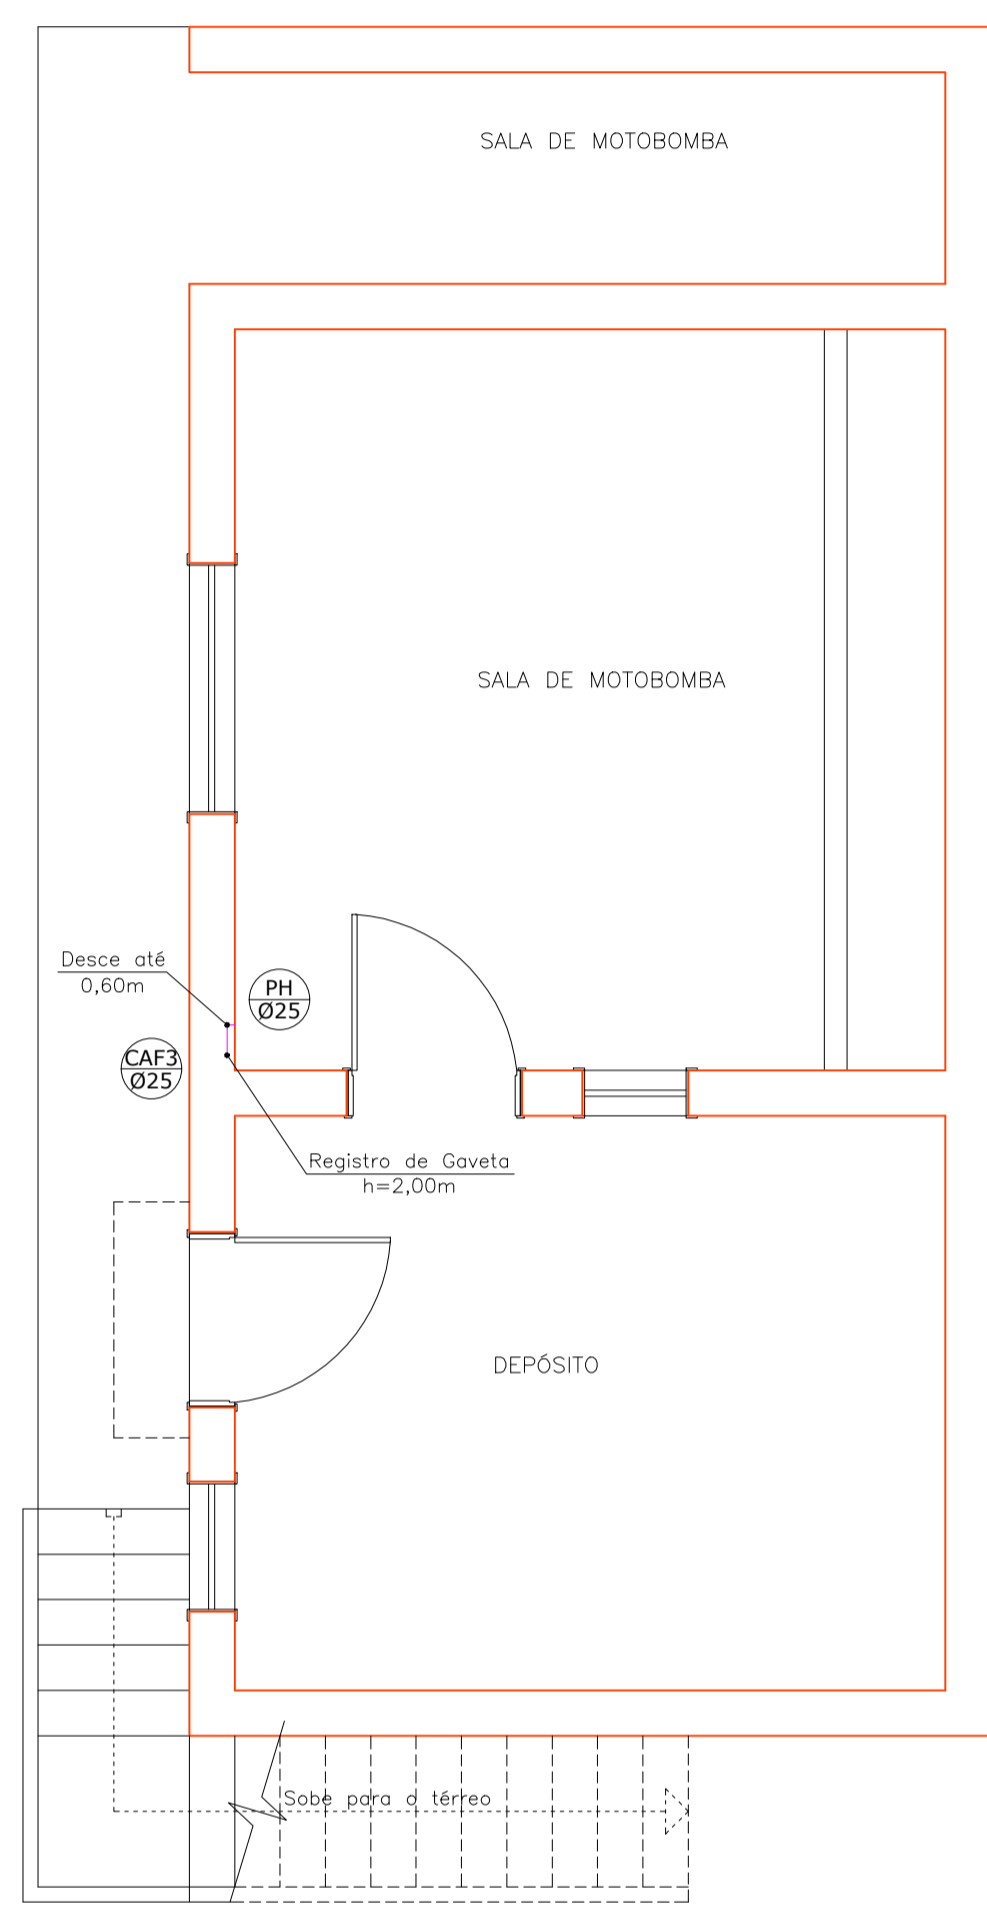 SALA DE MOTOBOMBA
SALA DE MOTOBOMBA
Desce até
0,60m
PH
Ø25
CAF3
Ø25
Registro de Gaveta
h=2,00m
DEPÓSITO
Sobe para o térreo